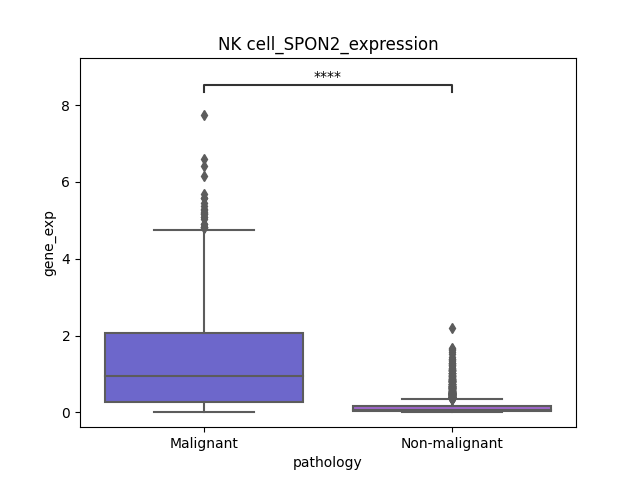 NK cell_SPON2_expression
****
8
6
4
2
0
gene_exp
Malignant
Non-malignant
pathology